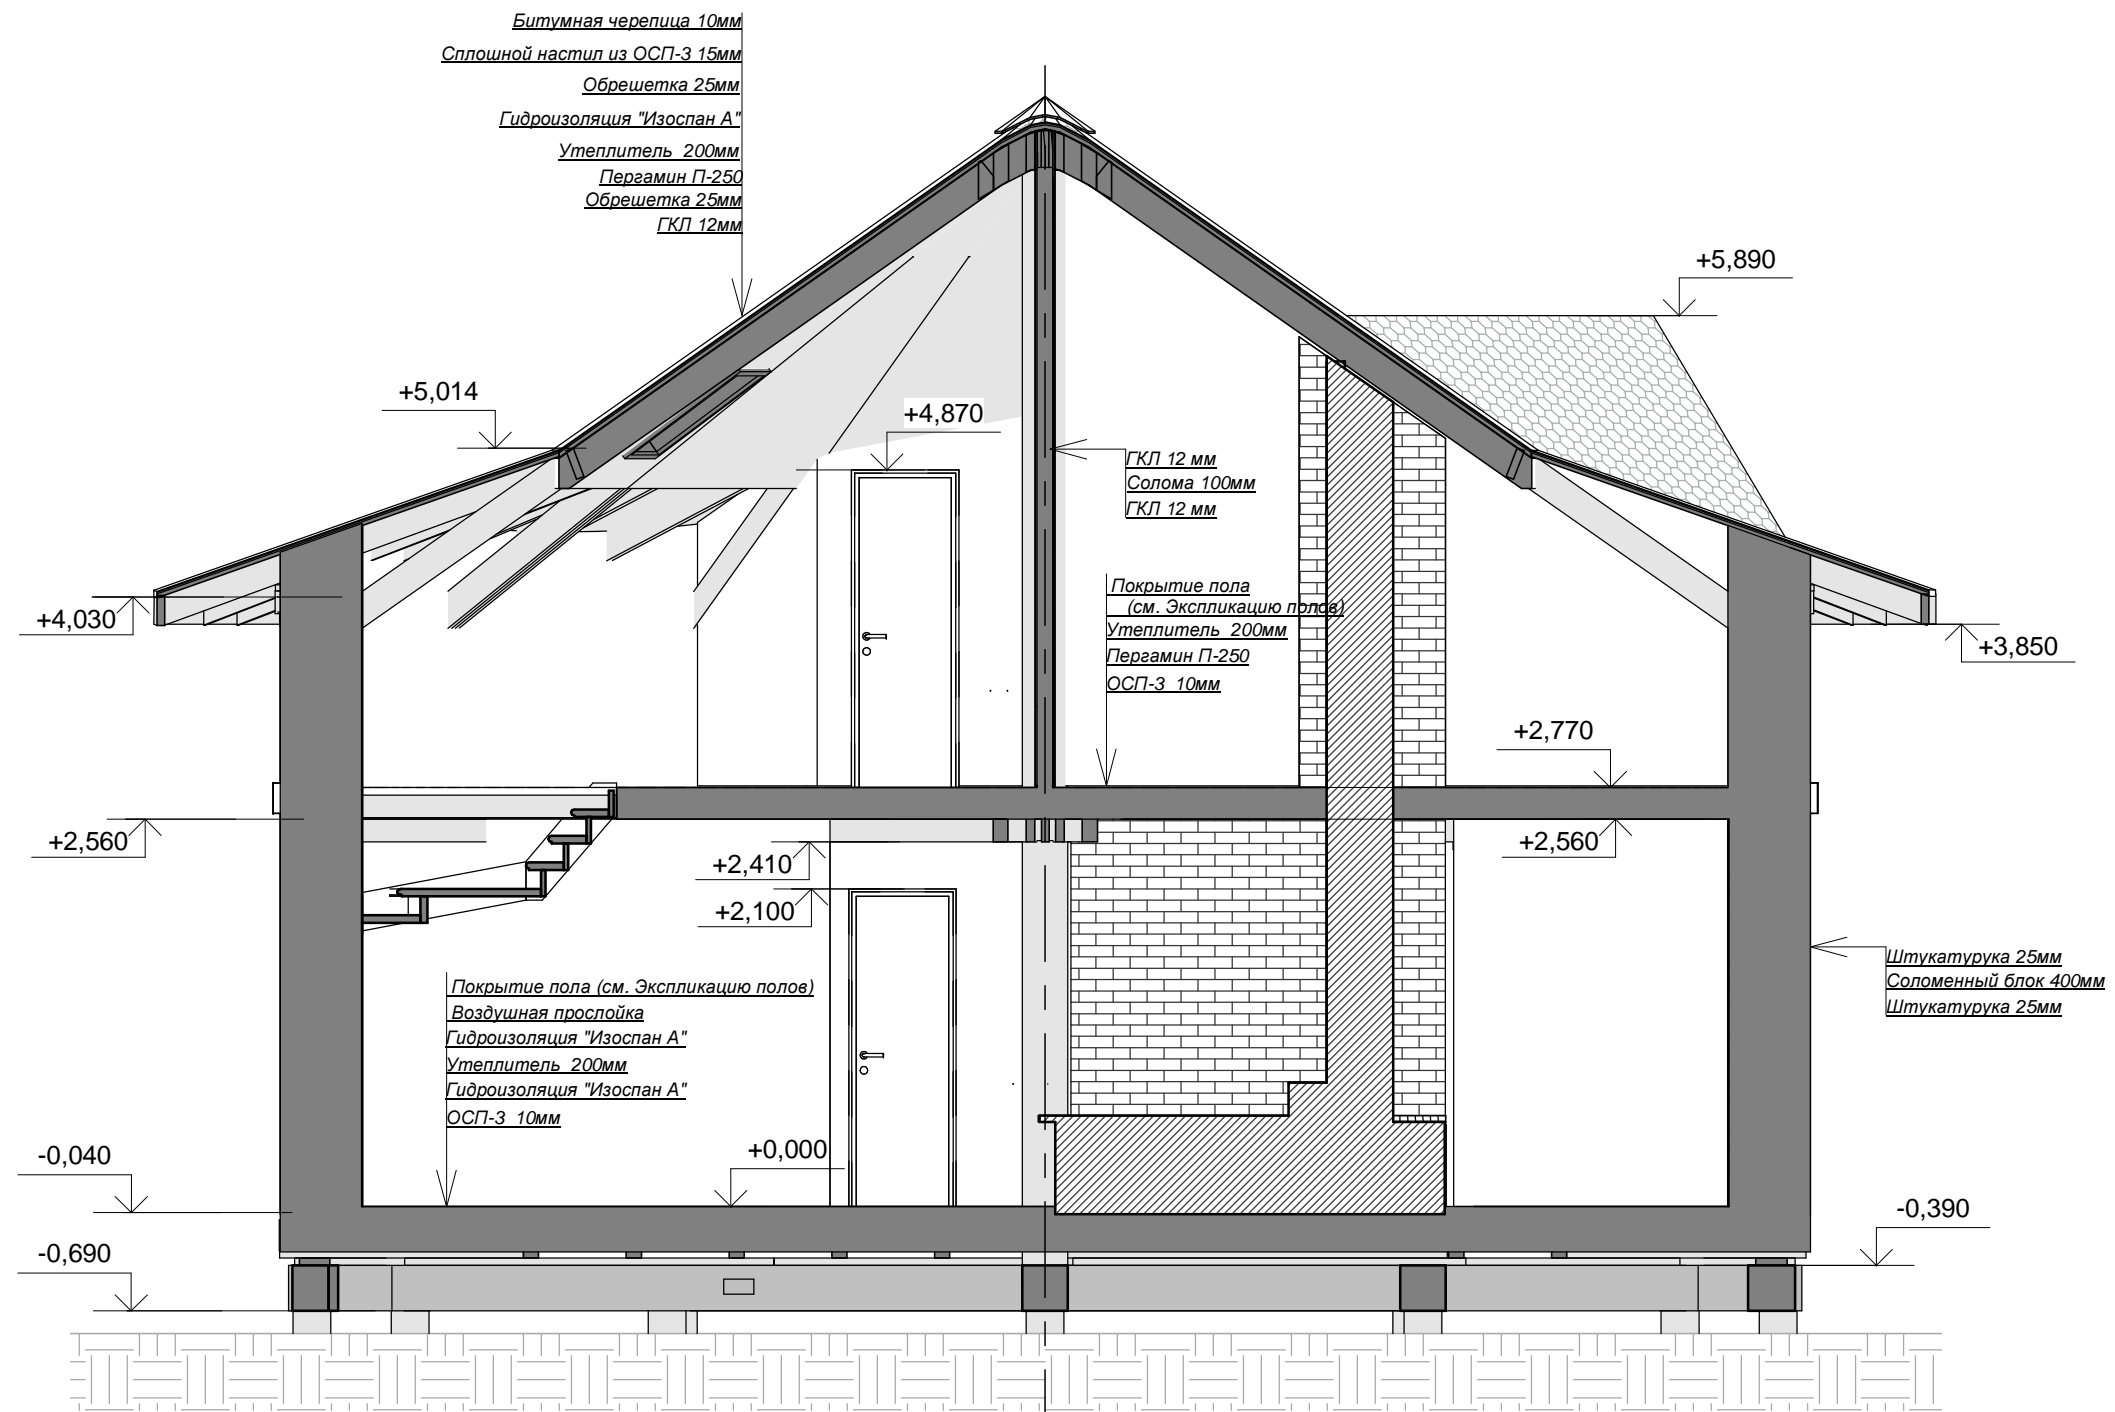 Битумная черепица 10мм
Сплошной настил из ОСП-3 15мм
Обрешетка 25мм
Гидроизоляция "Изоспан А"
Утеплитель 200мм
Пергамин П-250
Обрешетка 25мм
ГКЛ 12мм
+5,890
+5,014
+4,870
ГКЛ 12 мм
Солома 100мм
ГКЛ 12 мм
Покрытие пола
(см. Экспликацию полов)
Утеплитель 200мм
Пергамин П-250
ОСП-3 10мм
+4,030
+3,850
+2,770
+2,560
+2,560
+2,410
+2,100
Штукатурука 25мм
Соломенный блок 400мм
Штукатурука 25мм
Покрытие пола (см. Экспликацию полов)
Воздушная прослойка
Гидроизоляция "Изоспан А"
Утеплитель 200мм
Гидроизоляция "Изоспан А"
ОСП-3 10мм
-0,040
+0,000
-0,390
-0,690